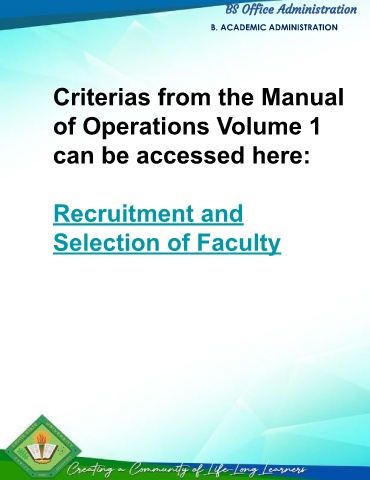 BS Office Administration
B. ACADEMIC ADMINISTRATION
Criterias from the Manual
of Operations Volume 1
can be accessed here:
Recruitment and
Selection of Faculty
Creating a Community of Life-Long Learners